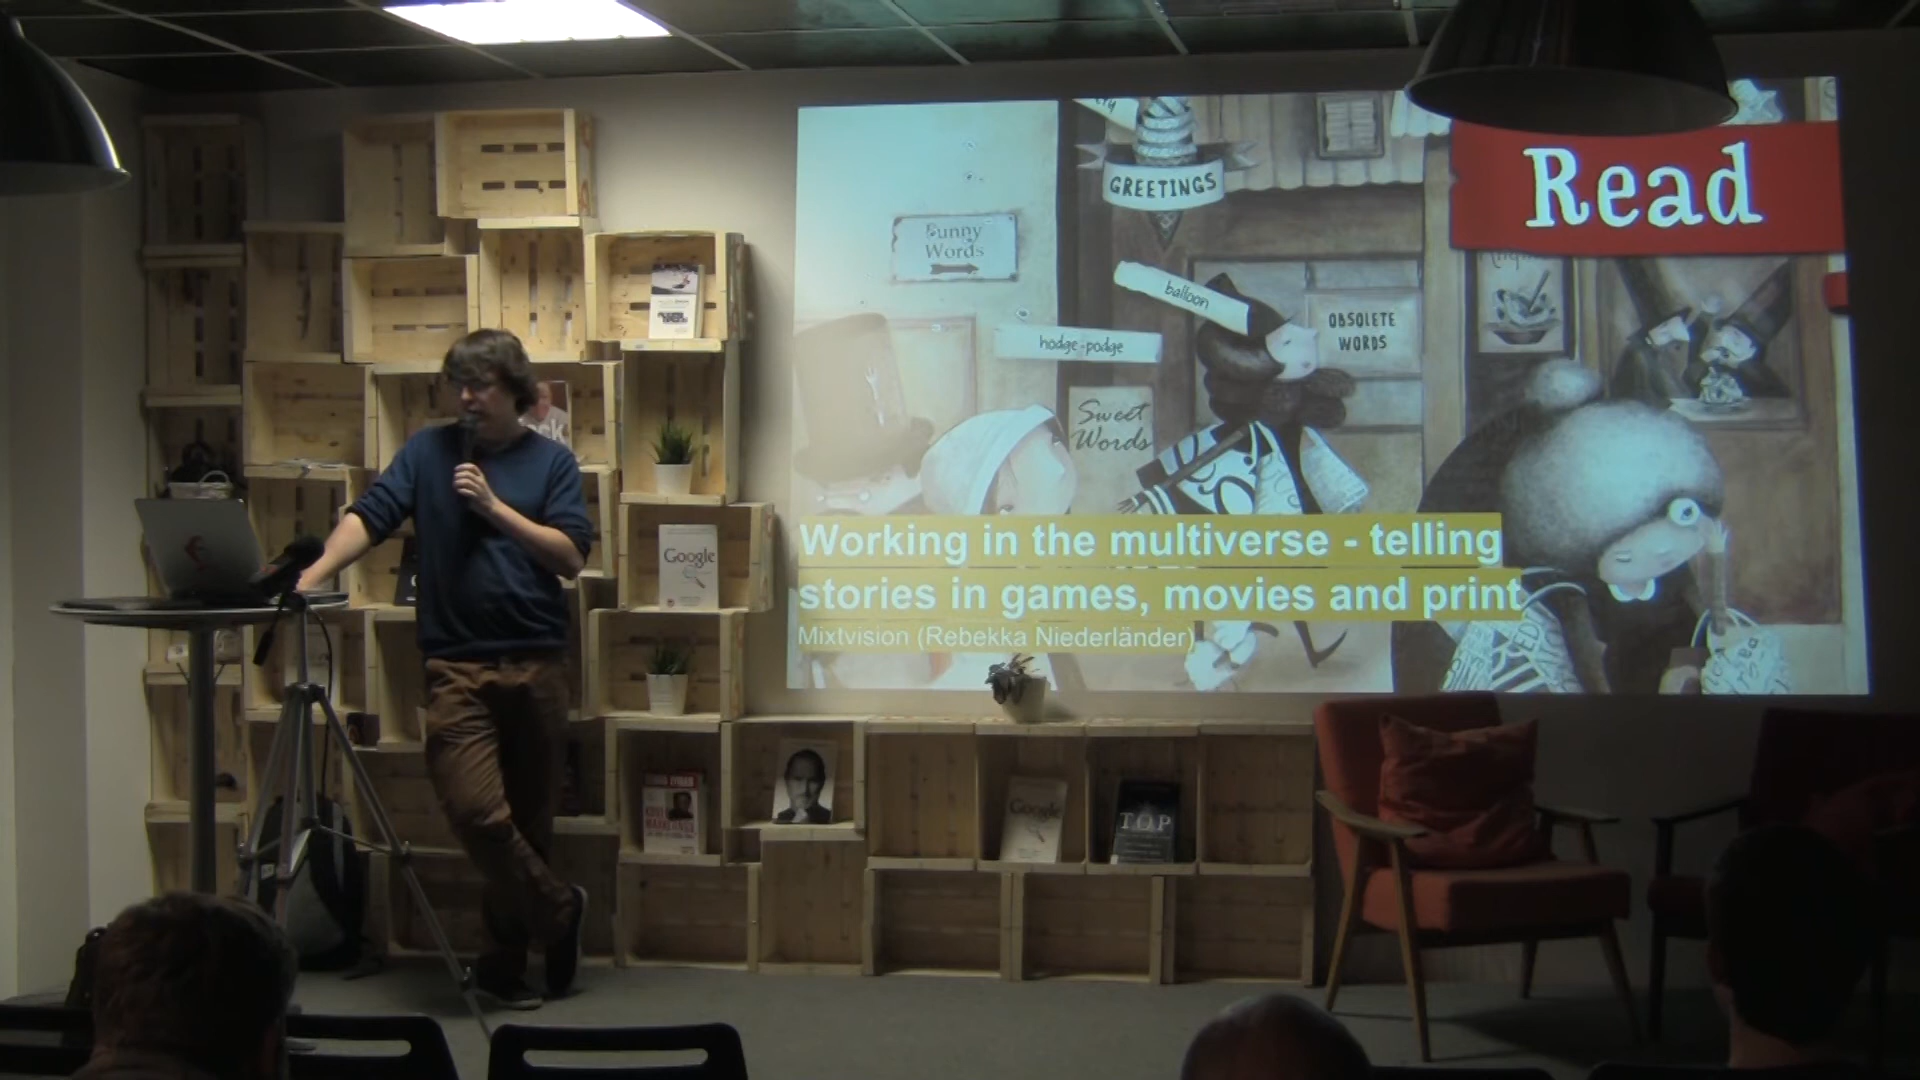 GREETINGS
Read
Funny
Words
balloon
hodge-podge
OBSOLETE
WORDS
Sweet
Words
Working in the multiverse - telling
stories in games, movies and print
Mixtvision (Rebekka Niederländer)
Google
Google
T.O.P